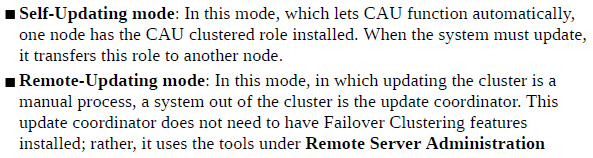 ■ Self-Updating mode: In this mode, which lets CAU function automatically,
one node has the CAU clustered role installed. When the system must update,
it transfers this role to another node.
■ Remote-Updating mode: In this mode, in which updating the cluster is a
manual process, a system out of the cluster is the update coordinator. This
update coordinator does not need to have Failover Clustering features
installed; rather, it uses the tools under Remote Server Administration